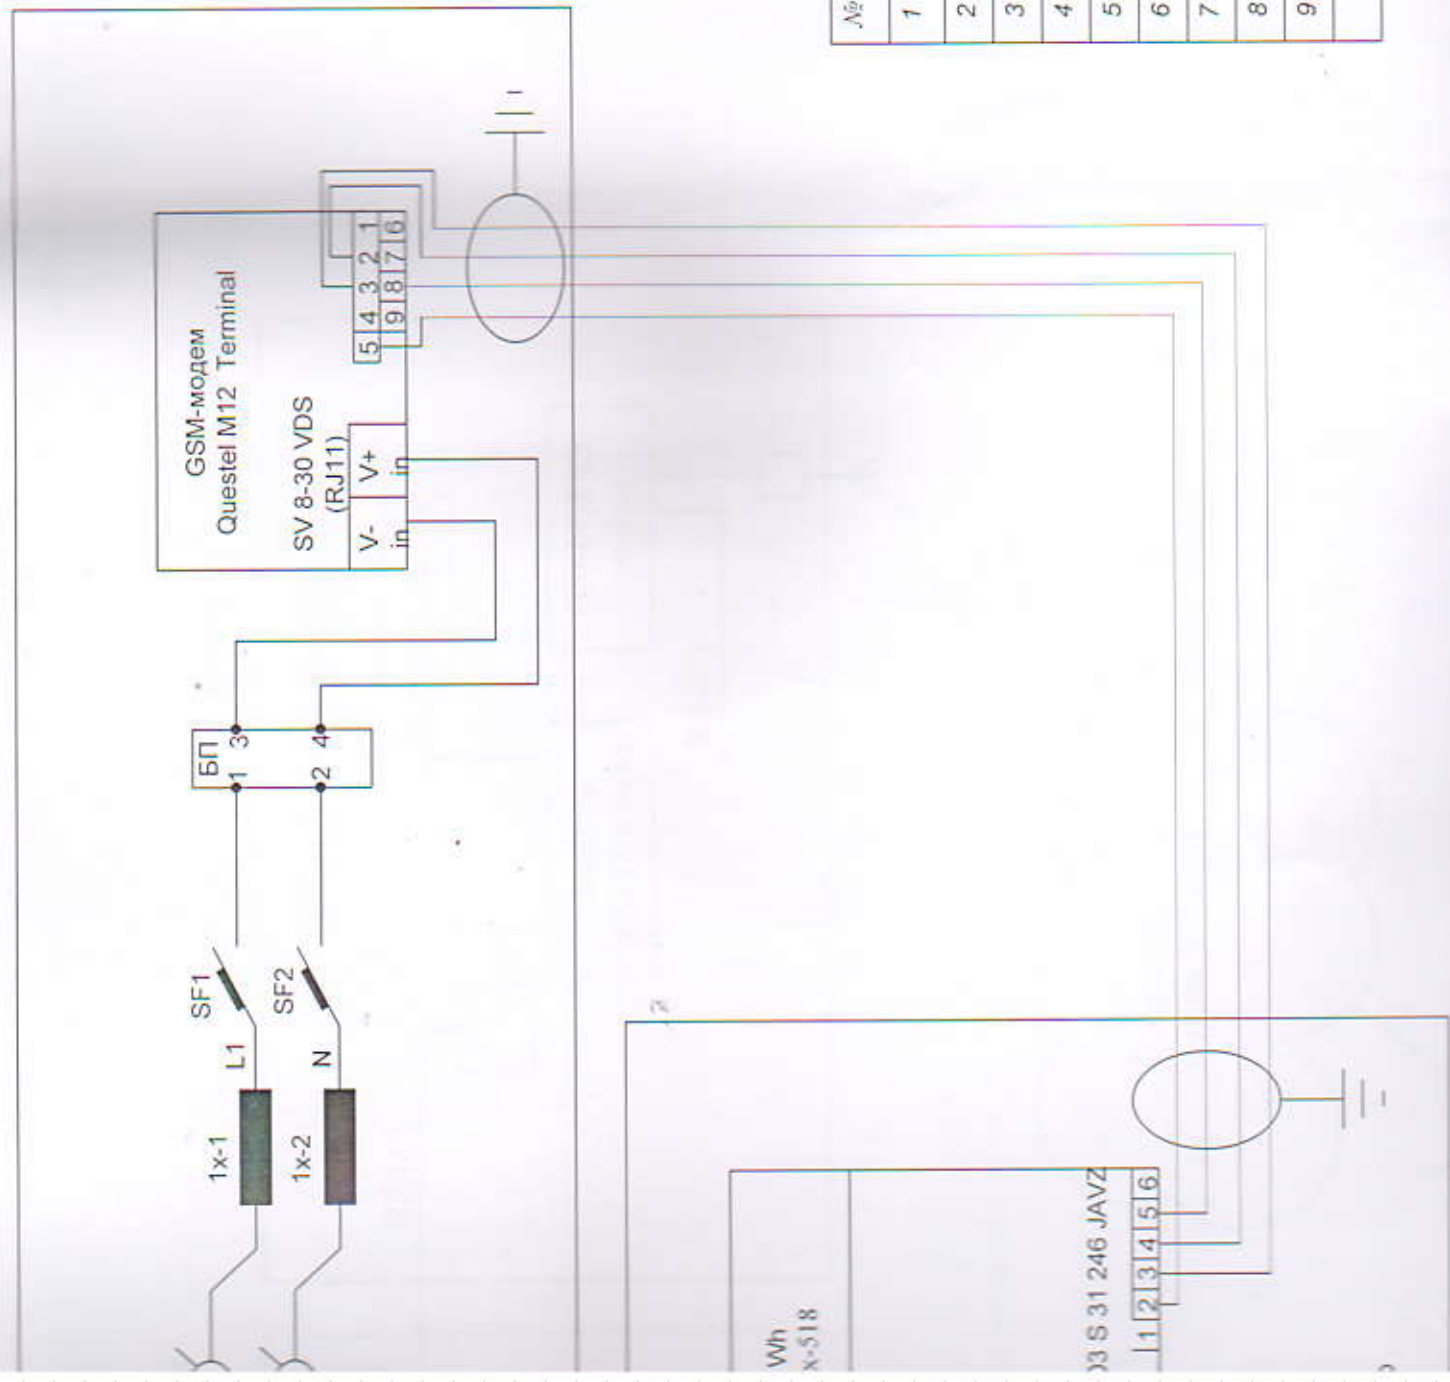 №
1
2
3
4
5
6
7
8
9
GSM-модем
Questel M12 Terminal
SV 8-30 VDS
(RJ11)
V- V+
in in
5 4 3 2 1
9 8 7 6
БП
1 3
2 4
SF1
SF2
L1
N
1x-1
1x-2
Wh
x-518
03 S 31 246 JAVZ
1 2 3 4 5 6